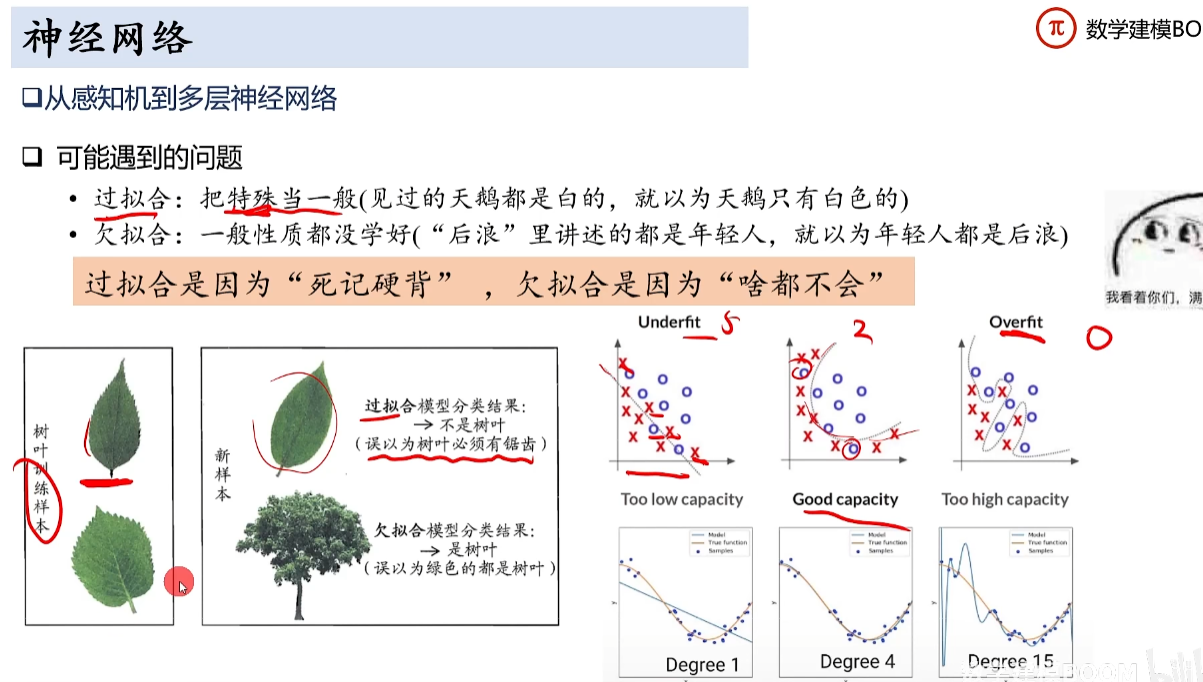 神经网络
数学建模BO
从感知机到多层神经网络
可能遇到的问题
• 过拟合：把特殊当一般(见过的天鹅都是白的，就以为天鹅只有白色的)
• 欠拟合：一般性质都没学好(“后浪”里讲述的都是年轻人，就以为年轻人都是后浪)
过拟合是因为“死记硬背”，欠拟合是因为“啥都不会”
我看着你们，满
树叶训练样本
新样本
过拟合模型分类结果：
→ 不是树叶
(误以为树叶必须有锯齿)
欠拟合模型分类结果：
→ 是树叶
(误以为绿色的都是树叶)
Underfit 5
2
Overfit 0
Too low capacity
Good capacity
Too high capacity
Model
True function
Samples
Degree 1
Model
True function
Samples
Degree 4
Model
True function
Samples
Degree 15